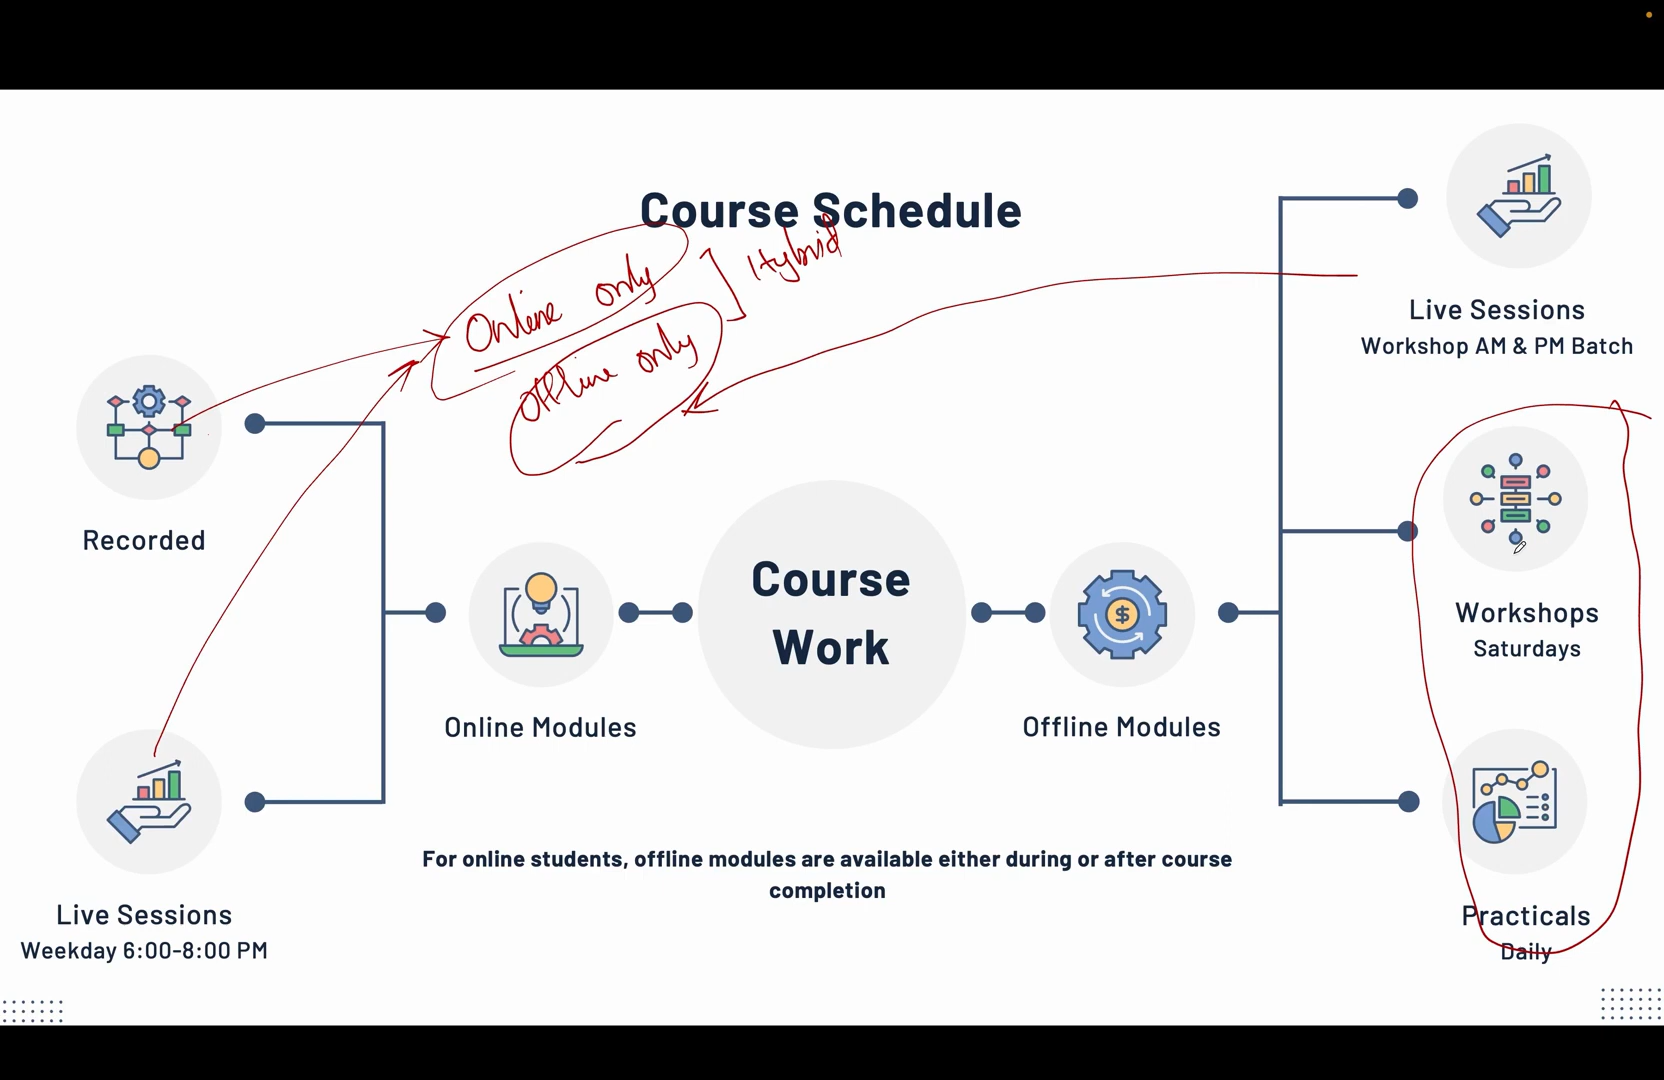 Course Schedule
Online only
Offline only
Hybrid
Recorded
Live Sessions
Weekday 6:00-8:00 PM
Online Modules
Course
Work
Offline Modules
Live Sessions
Workshop AM & PM Batch
Workshops
Saturdays
Practicals
Daily
$
For online students, offline modules are available either during or after course
completion